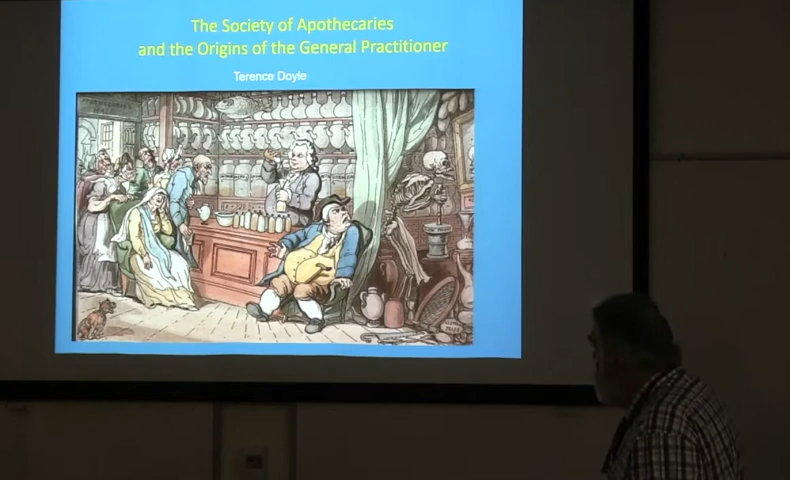 The Society of Apothecaries
and the Origins of the General Practitioner
Terence Doyle